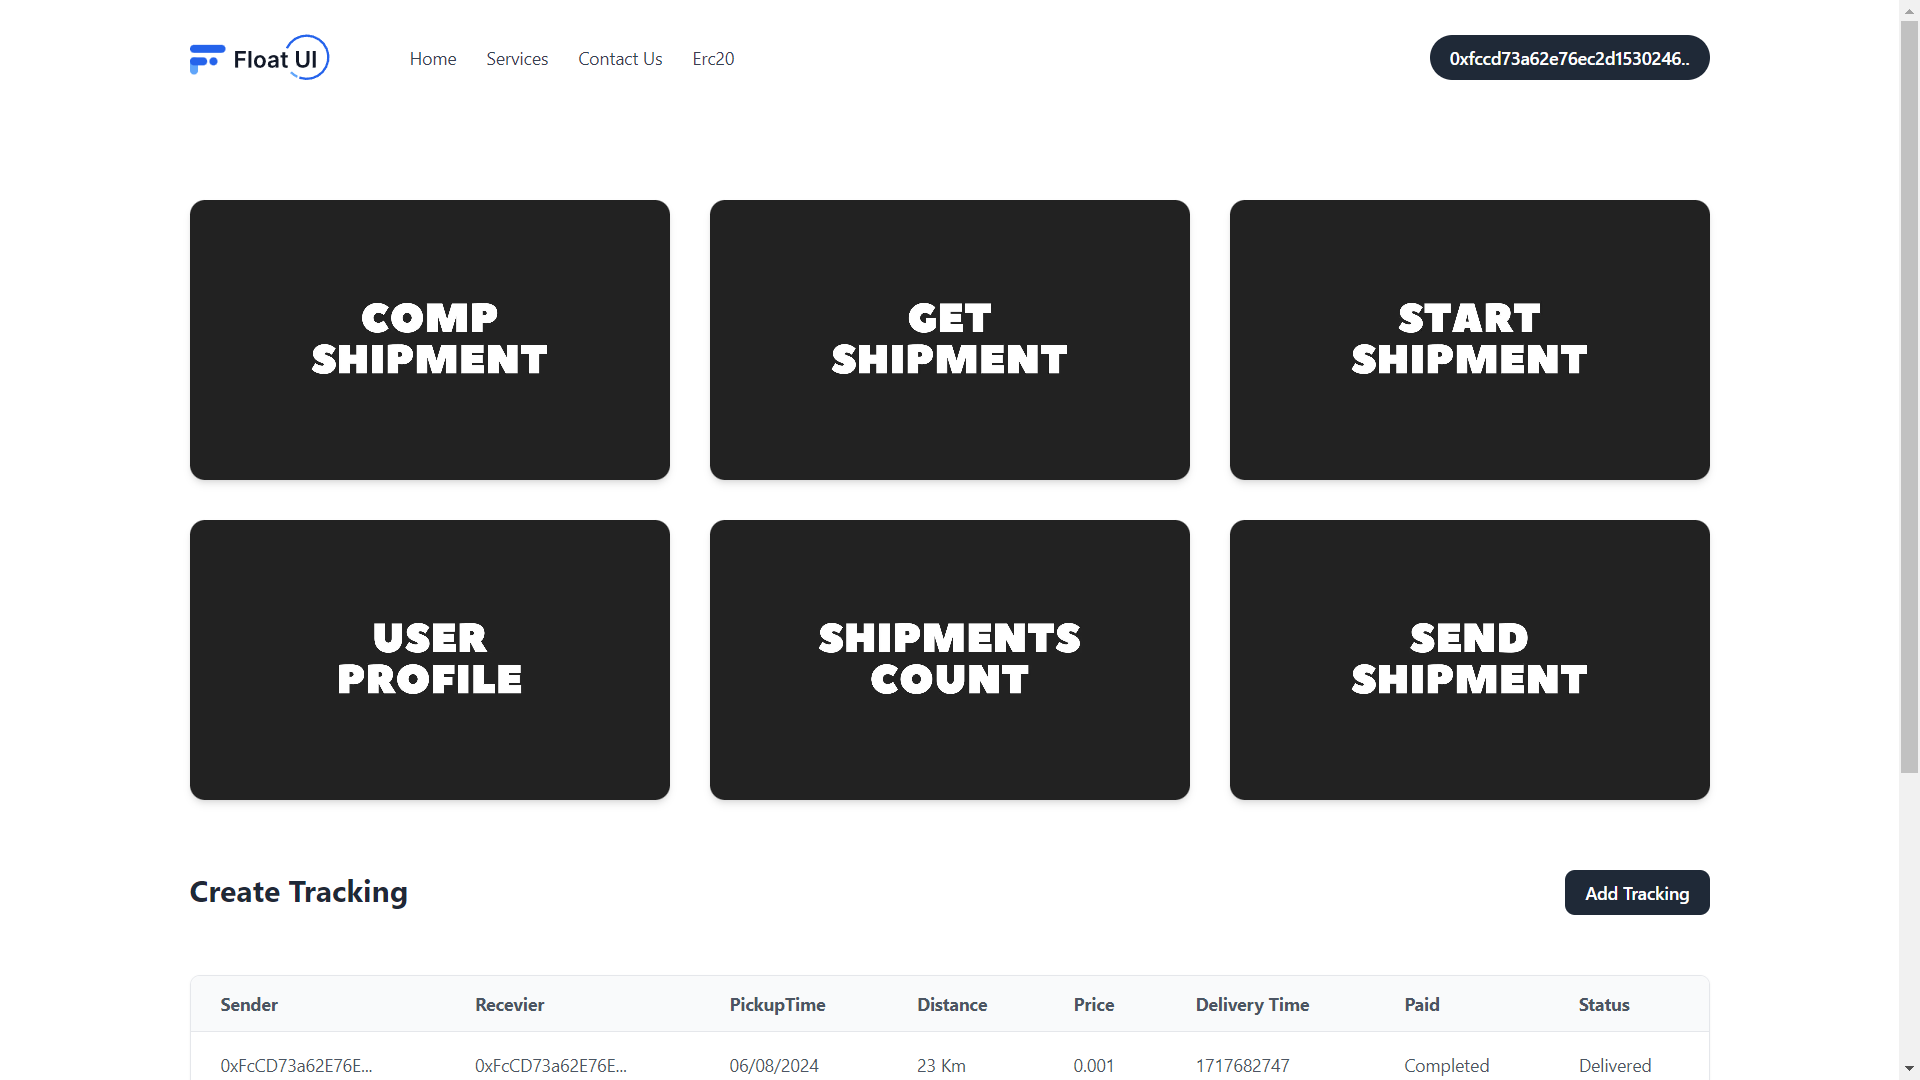 Float UI
Home Services Contact Us Erc20
0xfccd73a62e76ec2d1530246..
COMP
SHIPMENT
GET
SHIPMENT
START
SHIPMENT
USER
PROFILE
SHIPMENTS
COUNT
SEND
SHIPMENT
Create Tracking
Add Tracking
Sender Recevier PickupTime Distance Price Delivery Time Paid Status
0xFcCD73a62E76E... 0xFcCD73a62E76E... 06/08/2024 23 Km 0.001 1717682747 Completed Delivered